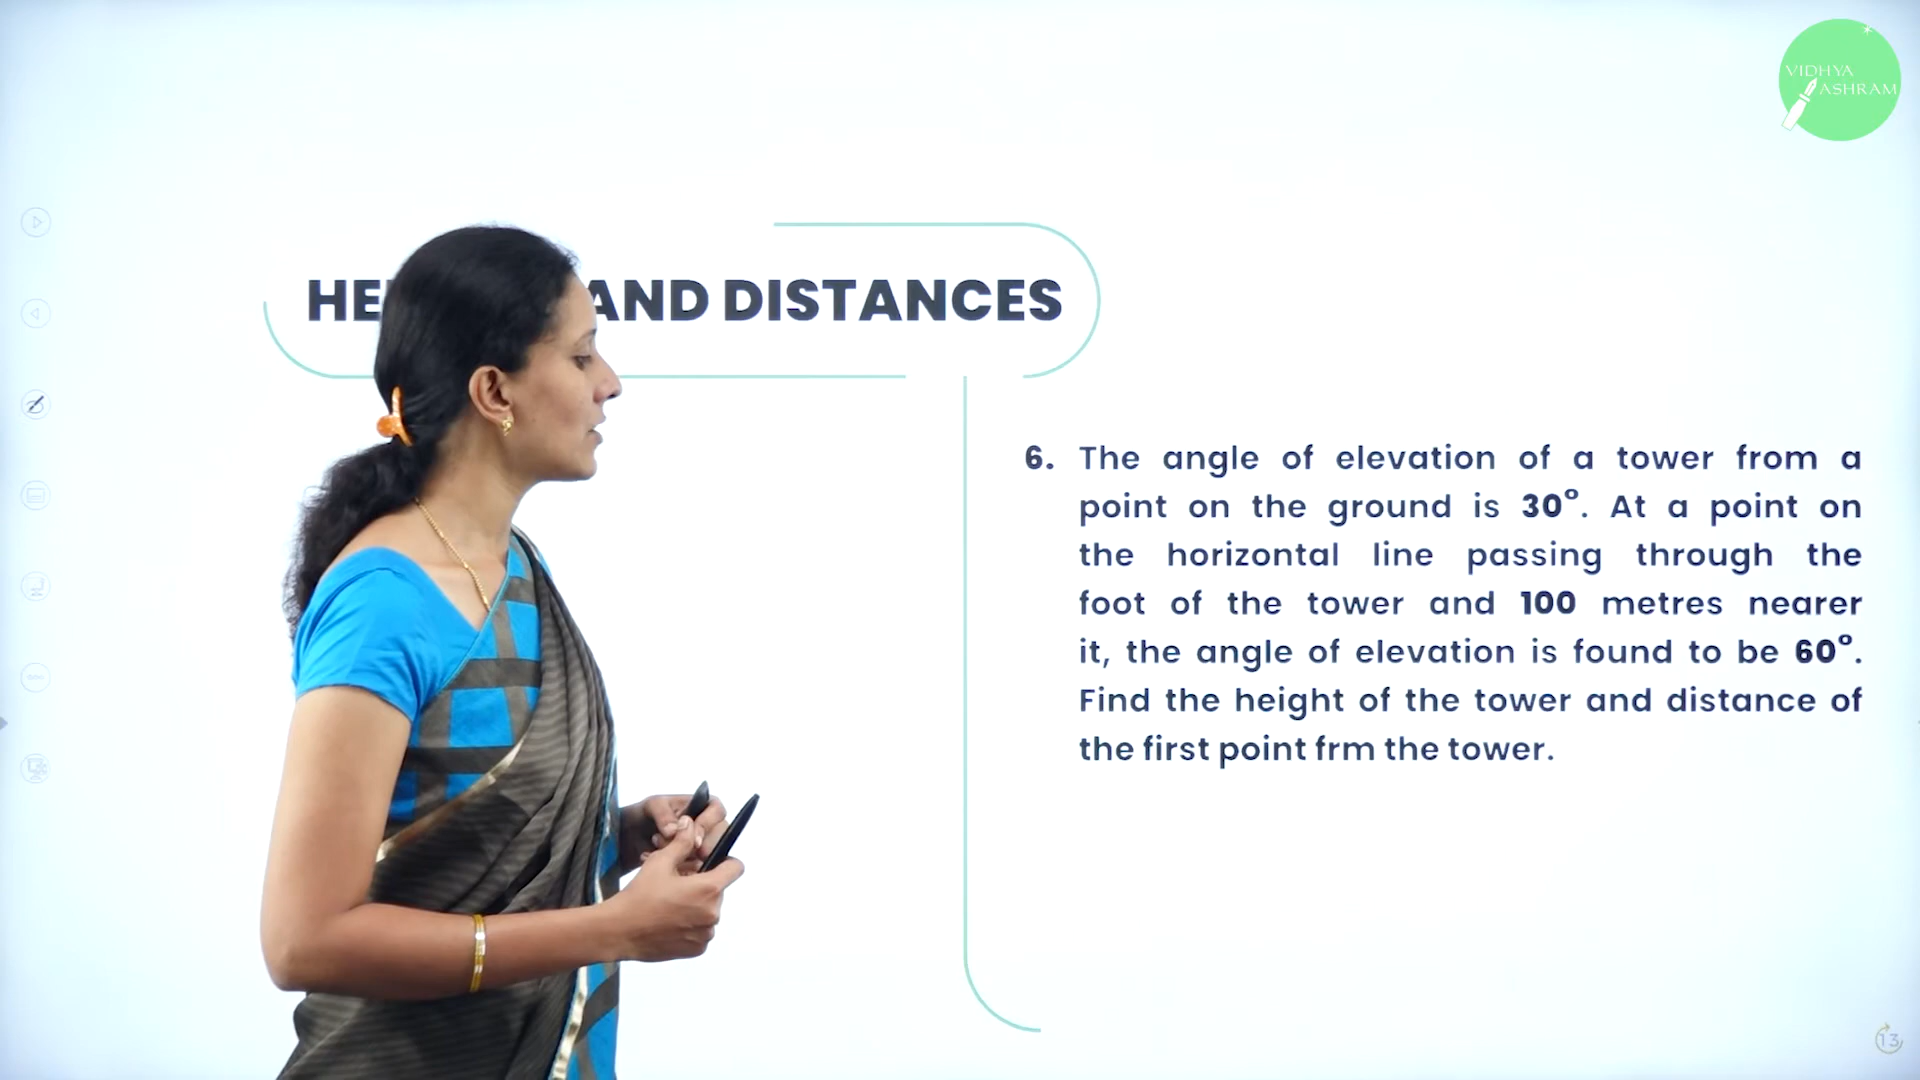 VIDHYA
ASHRAM
HE AND DISTANCES
6. The angle of elevation of a tower from a
point on the ground is 30°. At a point on
the horizontal line passing through the
foot of the tower and 100 metres nearer
it, the angle of elevation is found to be 60°.
Find the height of the tower and distance of
the first point frm the tower.
13